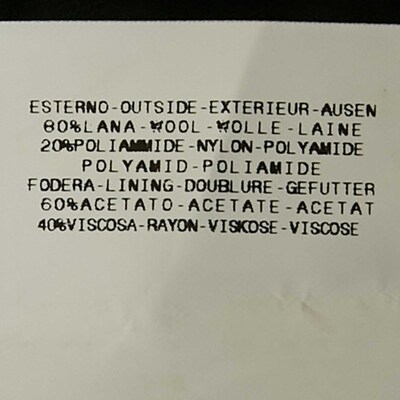 ESTERNO-OUTSIDE-EXTERIEUR-AUSEN
80%LANA-WOOL-WOLLE-LAINE
20%POLIAMMIDE-NYLON-POLYAMIDE
POLYAMID-POLIAMIDE
FODERA-LINING-DOUBLURE-GEFUTTER
60%ACETATO-ACETATE-ACETAT
40%VISCOSA-RAYON-VISKOSE-VISCOSE